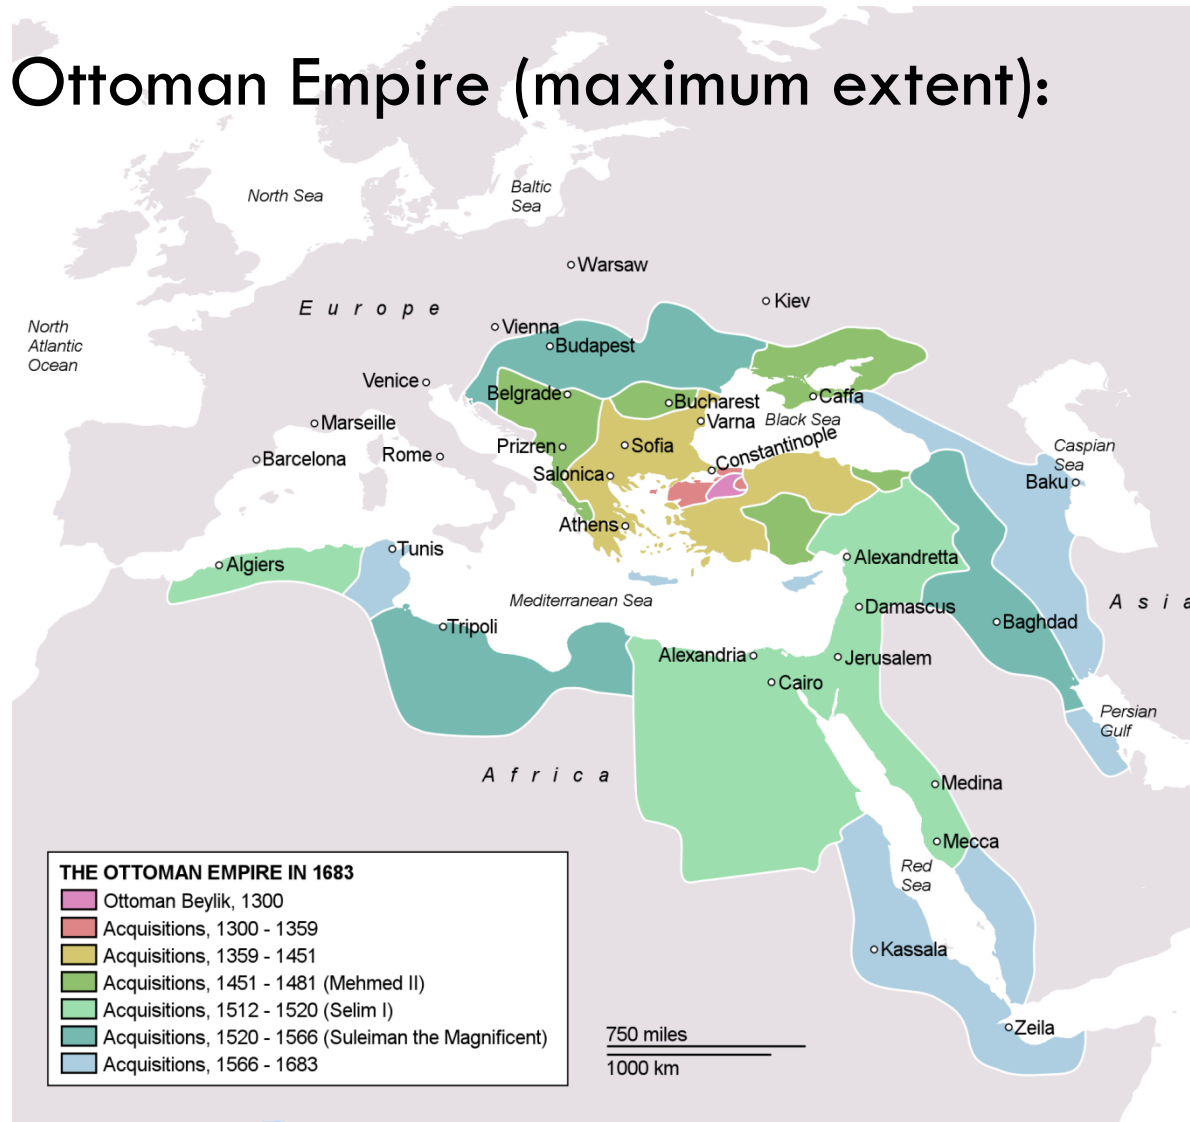 Ottoman Empire (maximum extent):
North Sea
Baltic
Sea
Warsaw
Kiev
Europe
North
Atlantic
Ocean
Vienna
Budapest
Venice
Belgrade
Bucharest
Caffa
Marseille
Varna
Black Sea
Constantinople
Caspian
Sea
Barcelona
Rome
Prizren
Sofia
Salonica
Baku
Athens
Tunis
Algiers
Alexandretta
Mediterranean Sea
Damascus
Asia
Tripoli
Baghdad
Alexandria
Jerusalem
Cairo
Persian
Gulf
Africa
Medina
Mecca
Red
Sea
Kassala
Zeila
THE OTTOMAN EMPIRE IN 1683
Ottoman Beylik, 1300
Acquisitions, 1300 - 1359
Acquisitions, 1359 - 1451
Acquisitions, 1451 - 1481 (Mehmed II)
Acquisitions, 1512 - 1520 (Selim I)
Acquisitions, 1520 - 1566 (Suleiman the Magnificent)
Acquisitions, 1566 - 1683
750 miles
1000 km